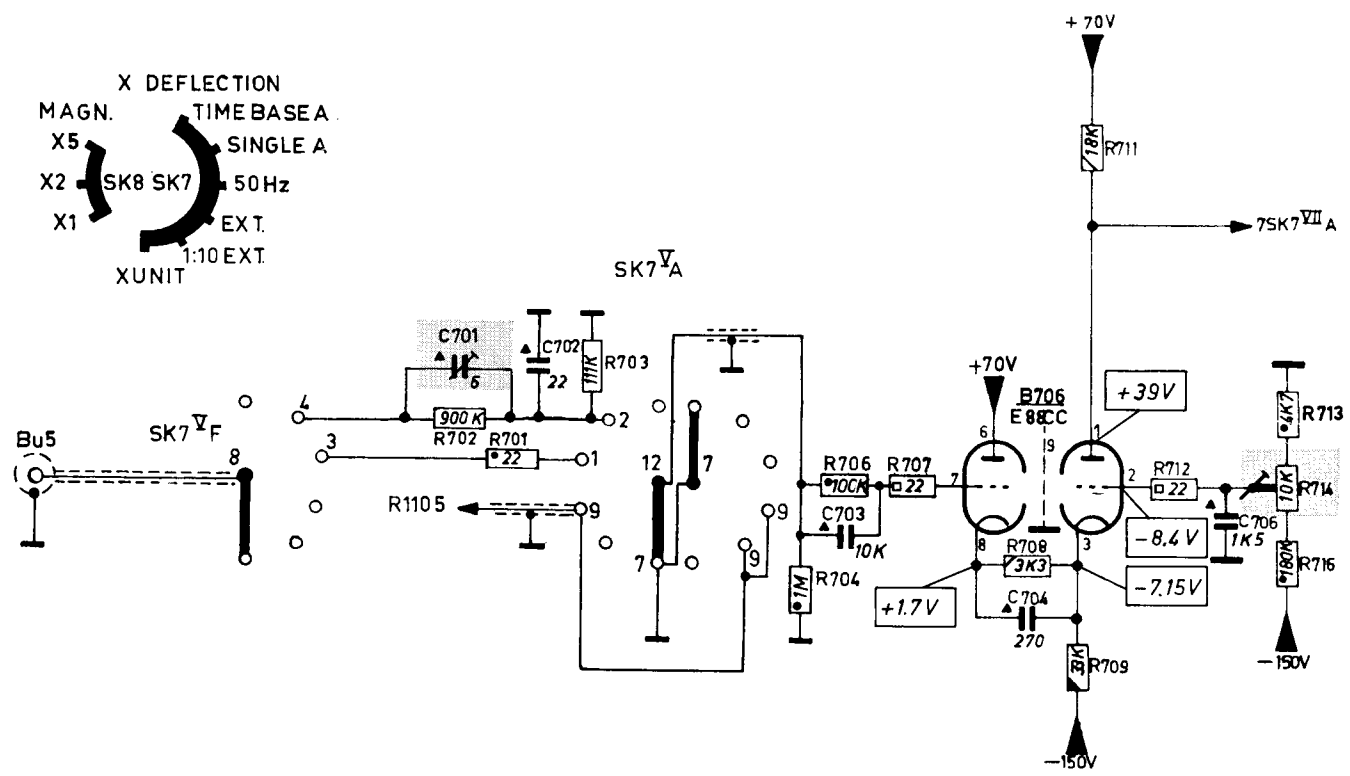 +70V
X DEFLECTION
MAGN.
TIME BASE A
X5
SINGLE A
X2
SK8 SK7
50Hz
X1
EXT.
1:10 EXT.
X UNIT
18K
R711
7SK7 VII A
SK7 V A
C701
6
C702
22
111K
R703
+70V
B706
E88CC
+39V
4K7
R713
Bu5
SK7 V F
8
4
900K
R702
2
3
R701
22
1
12
7
R706
100K
R707
22
7
6
9
1
2
R712
22
10K
R714
R1105
9
9
C703
10K
-8.4V
C706
1K5
7
9
1M
R704
8
R708
3K3
3
180K
R716
+1.7V
C704
270
-7.15V
33K
R709
-150V
-150V